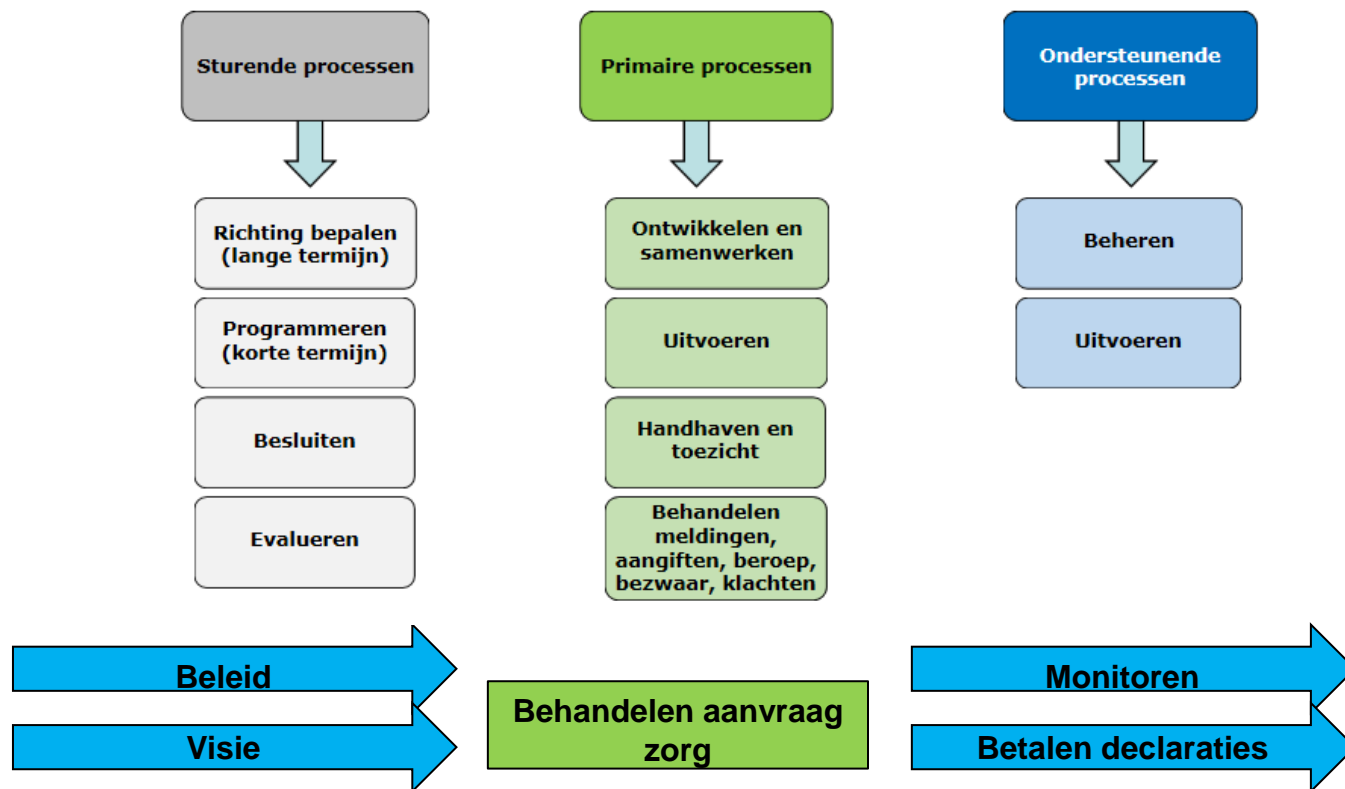 Sturende processen
Primaire processen
Ondersteunende
processen
Richting bepalen
(lange termijn)
Programmeren
(korte termijn)
Besluiten
Evalueren
Ontwikkelen en
samenwerken
Uitvoeren
Handhaven en
toezicht
Behandelen
meldingen,
aangiften, beroep,
bezwaar, klachten
Beheren
Uitvoeren
Beleid
Visie
Behandelen aanvraag
zorg
Monitoren
Betalen declaraties